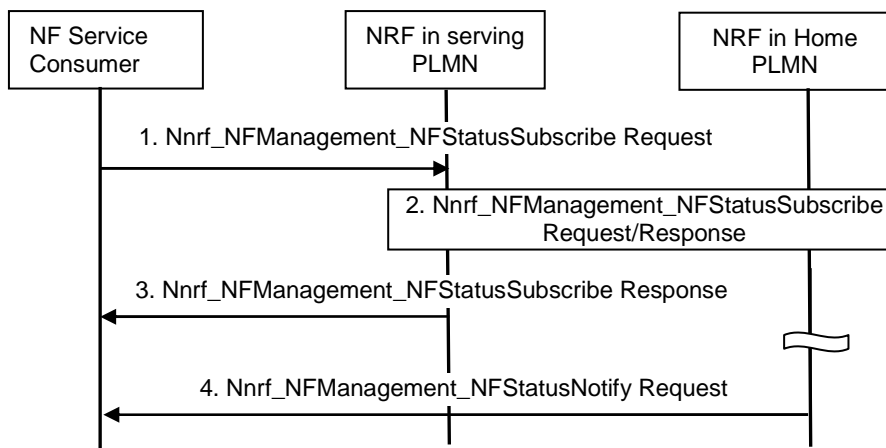 NF Service
Consumer
NRF in serving
PLMN
NRF in Home
PLMN
1. Nnrf_NFManagement_NFStatusSubscribe Request
2. Nnrf_NFManagement_NFStatusSubscribe
Request/Response
3. Nnrf_NFManagement_NFStatusSubscribe Response
4. Nnrf_NFManagement_NFStatusNotify Request